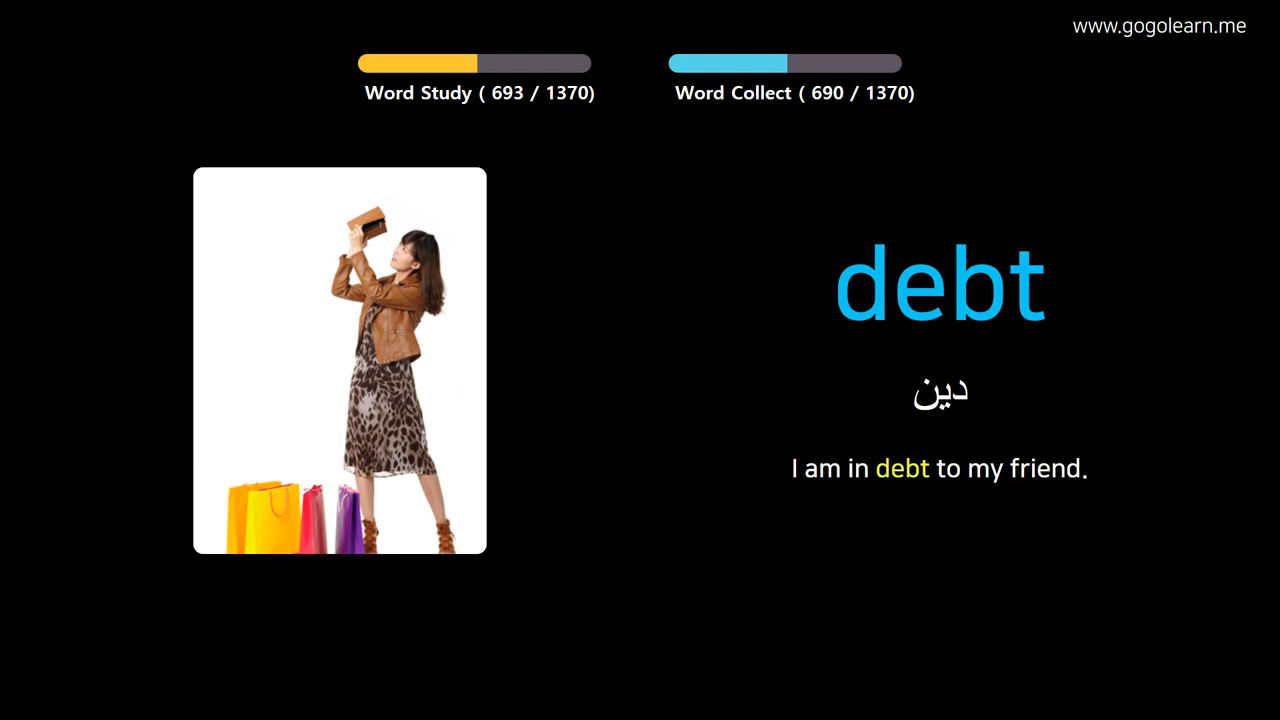 www.gogolearn.me
Word Study ( 693 / 1370)
Word Collect ( 690 / 1370)
debt
دين
I am in debt to my friend.